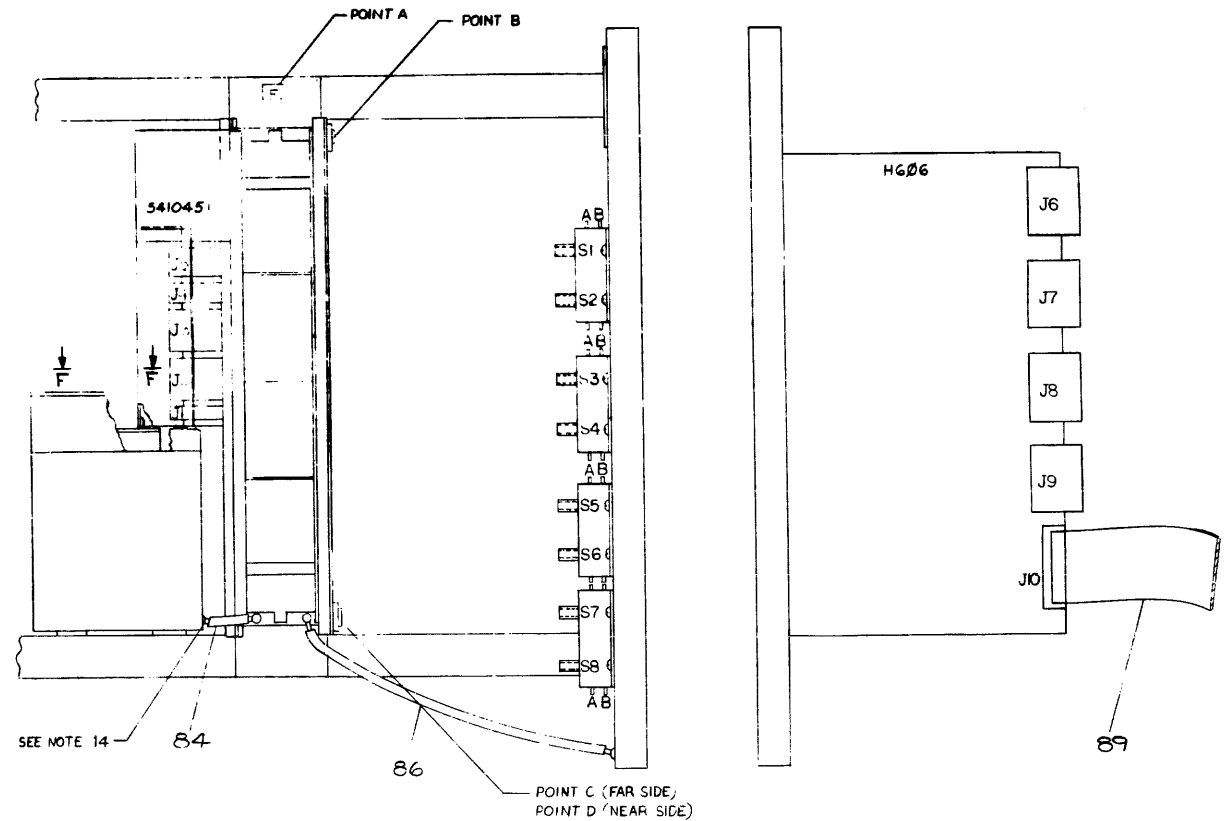 POINT A
POINT B
F
H6Ø6
J6
541045
AB
S1
J
S2
J7
J
AB
F
F
S3
J
J8
J
S4
AB
J9
S5
S6
J10
S7
S8
AB
SEE NOTE 14
84
86
89
POINT C (FAR SIDE)
POINT D (NEAR SIDE)